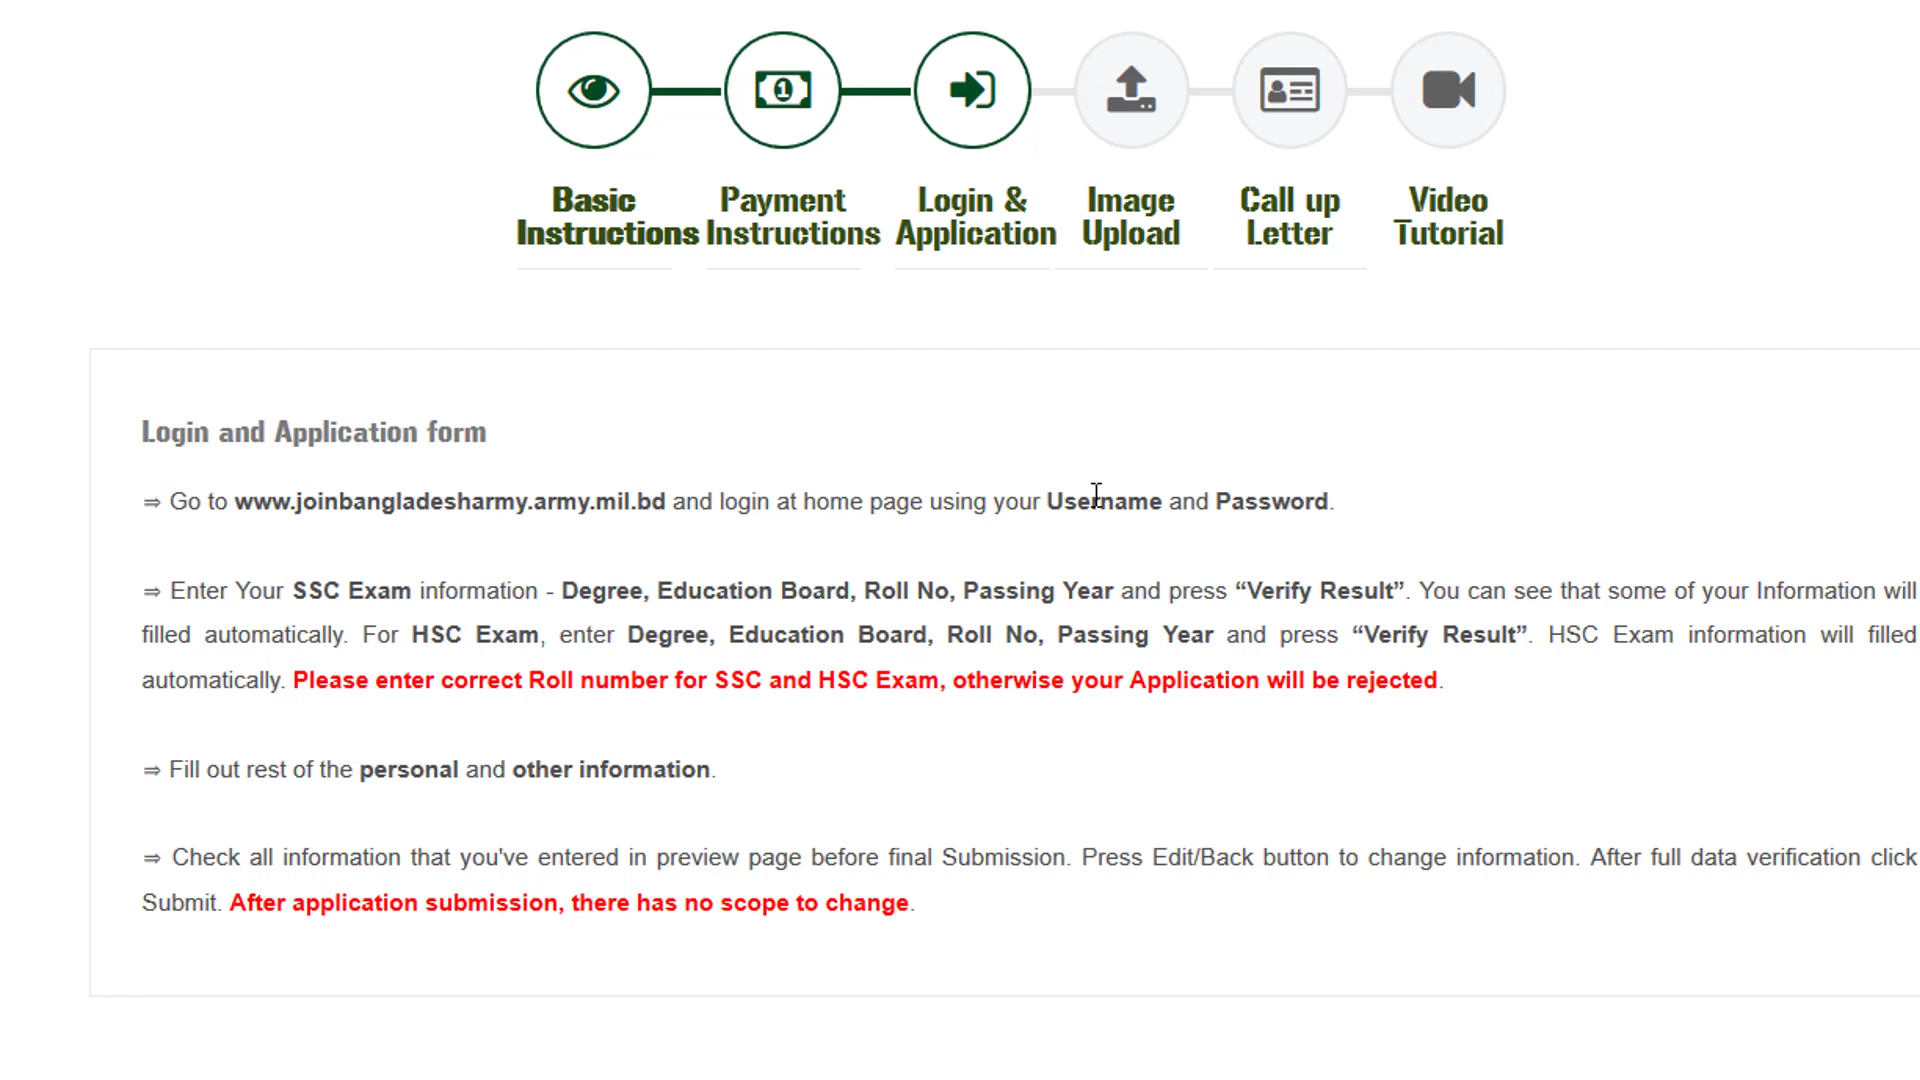 Basic Instructions
Payment Instructions
Login & Application
Image Upload
Call up Letter
Video Tutorial
Login and Application form
⇒ Go to www.joinbangladesharmy.army.mil.bd and login at home page using your Username and Password.
⇒ Enter Your SSC Exam information - Degree, Education Board, Roll No, Passing Year and press “Verify Result”. You can see that some of your Information will
filled automatically. For HSC Exam, enter Degree, Education Board, Roll No, Passing Year and press “Verify Result”. HSC Exam information will filled
automatically. Please enter correct Roll number for SSC and HSC Exam, otherwise your Application will be rejected.
⇒ Fill out rest of the personal and other information.
⇒ Check all information that you've entered in preview page before final Submission. Press Edit/Back button to change information. After full data verification click
Submit. After application submission, there has no scope to change.